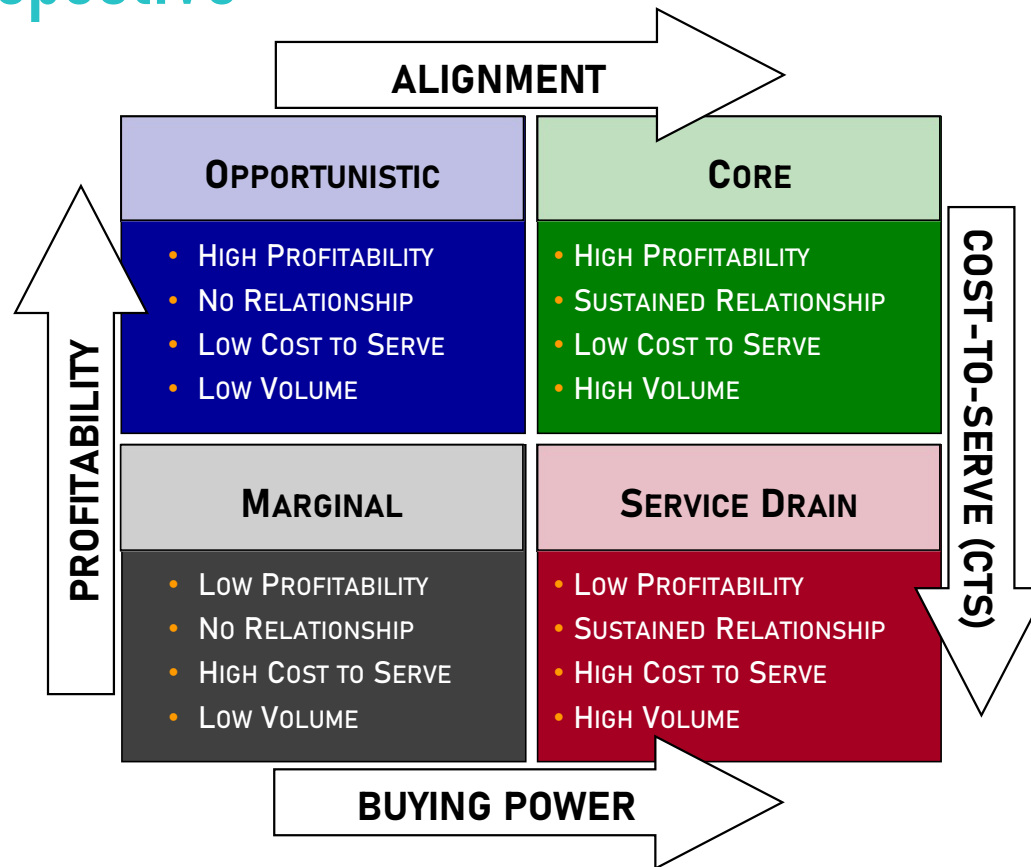 ALIGNMENT
OPPORTUNISTIC
CORE
• HIGH PROFITABILITY
• NO RELATIONSHIP
• LOW COST TO SERVE
• LOW VOLUME
• HIGH PROFITABILITY
• SUSTAINED RELATIONSHIP
• LOW COST TO SERVE
• HIGH VOLUME
PROFITABILITY
COST-TO-SERVE (CTS)
MARGINAL
SERVICE DRAIN
• LOW PROFITABILITY
• NO RELATIONSHIP
• HIGH COST TO SERVE
• LOW VOLUME
• LOW PROFITABILITY
• SUSTAINED RELATIONSHIP
• HIGH COST TO SERVE
• HIGH VOLUME
BUYING POWER